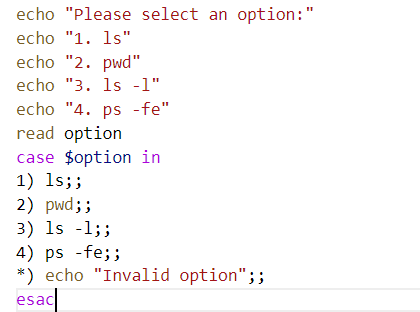 echo "Please select an option:"
echo "1. ls"
echo "2. pwd"
echo "3. ls -l"
echo "4. ps -fe"
read option
case $option in
1) ls;;
2) pwd;;
3) ls -l;;
4) ps -fe;;
*) echo "Invalid option";;
esac